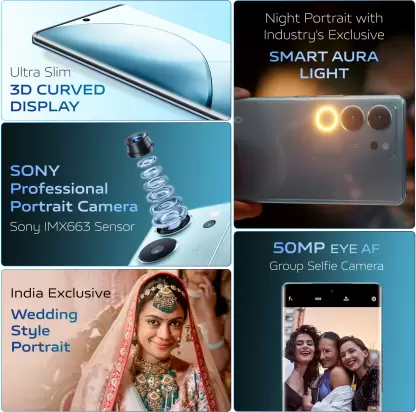 Ultra Slim
3D CURVED
DISPLAY
Night Portrait with
Industry's Exclusive
SMART AURA
LIGHT
SONY
Professional
Portrait Camera
Sony IMX663 Sensor
50MP EYE AF
Group Selfie Camera
India Exclusive
Wedding
Style
Portrait